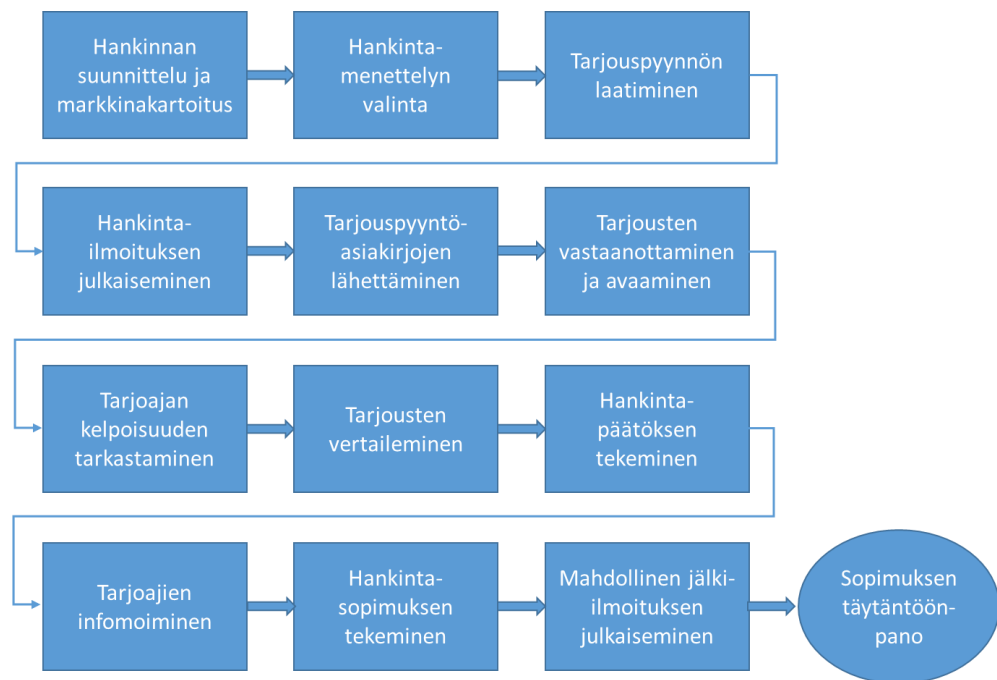 Hankinnan
suunnittelu ja
markkinakartoitus
Hankinta-
menettelyn
valinta
Tarjouspyynnön
laatiminen
Hankinta-
ilmoituksen
julkaiseminen
Tarjouspyyntö-
asiakirjojen
lähettäminen
Tarjousten
vastaanottaminen
ja avaaminen
Tarjoajan
kelpoisuuden
tarkastaminen
Tarjousten
vertaileminen
Hankinta-
päätöksen
tekeminen
Tarjoajien
infomoiminen
Hankinta-
sopimuksen
tekeminen
Mahdollinen jälki-
ilmoituksen
julkaiseminen
Sopimuksen
täytäntöön-
pano